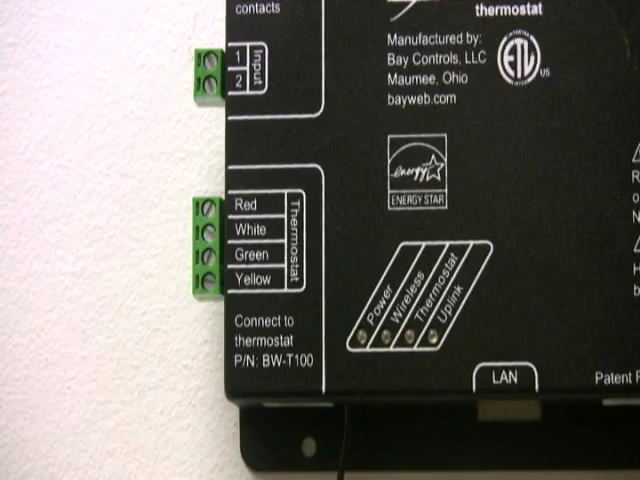 contacts
1
2
Input
thermostat
Manufactured by:
Bay Controls, LLC
Maumee, Ohio
bayweb.com
ETL
US
energy
ENERGY STAR
Red
White
Green
Yellow
Thermostat
Connect to
thermostat
P/N: BW-T100
Power
Wireless
Thermostat
Uplink
LAN
Patent